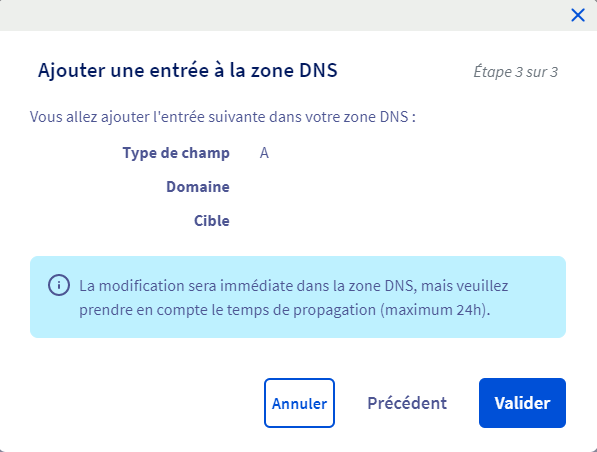 Ajouter une entrée à la zone DNS
Étape 3 sur 3
Vous allez ajouter l'entrée suivante dans votre zone DNS :
Type de champ A
Domaine
Cible
La modification sera immédiate dans la zone DNS, mais veuillez
prendre en compte le temps de propagation (maximum 24h).
Annuler Précédent Valider